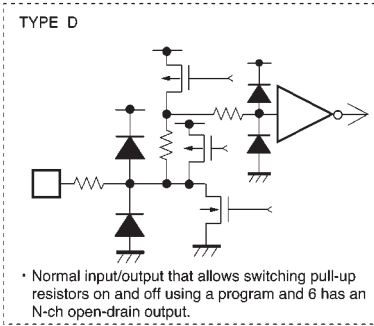 TYPE D
· Normal input/output that allows switching pull-up
resistors on and off using a program and 6 has an
N-ch open-drain output.